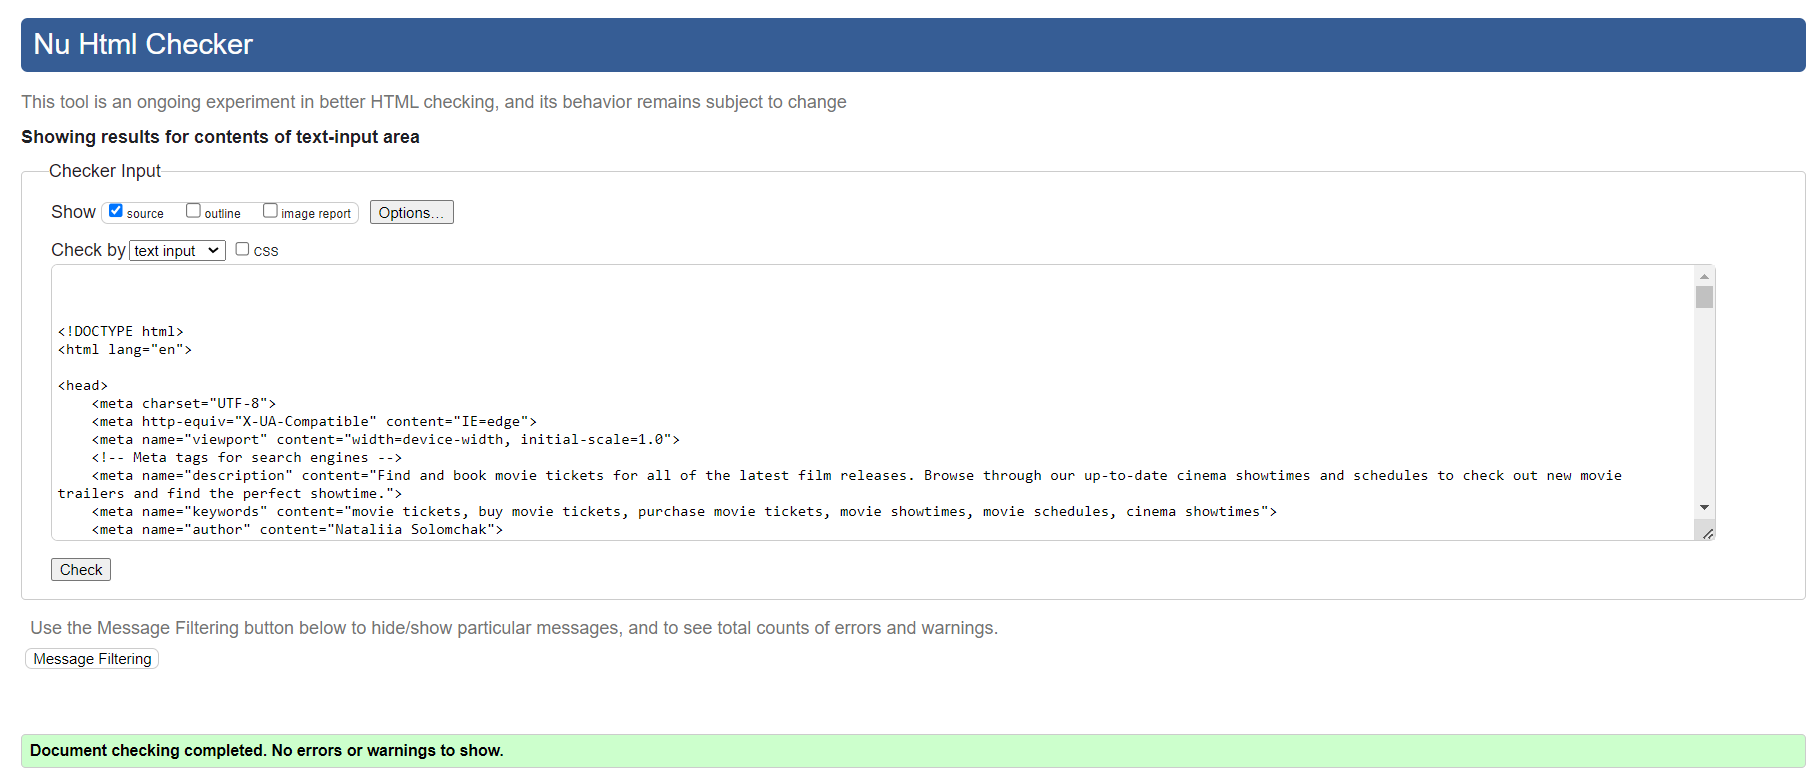 Nu Html Checker
This tool is an ongoing experiment in better HTML checking, and its behavior remains subject to change
Showing results for contents of text-input area
Checker Input
Show source outline image report Options...
Check by text input CSS
<!DOCTYPE html>
<html lang="en">
<head>
<meta charset="UTF-8">
<meta http-equiv="X-UA-Compatible" content="IE=edge">
<meta name="viewport" content="width=device-width, initial-scale=1.0">
<!-- Meta tags for search engines -->
<meta name="description" content="Find and book movie tickets for all of the latest film releases. Browse through our up-to-date cinema showtimes and schedules to check out new movie
trailers and find the perfect showtime.">
<meta name="keywords" content="movie tickets, buy movie tickets, purchase movie tickets, movie showtimes, movie schedules, cinema showtimes">
<meta name="author" content="Nataliia Solomchak">
Check
Use the Message Filtering button below to hide/show particular messages, and to see total counts of errors and warnings.
Message Filtering
Document checking completed. No errors or warnings to show.